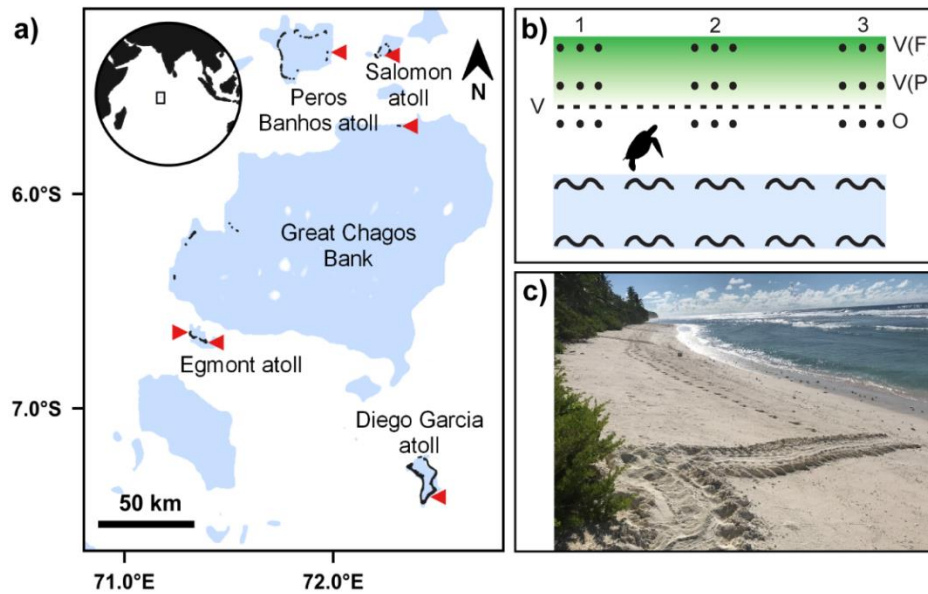 a)
Salomon
atoll
N
Peros
Banhos atoll
6.0°S
Great Chagos
Bank
Egmont atoll
7.0°S
Diego Garcia
atoll
50 km
71.0°E
72.0°E
b)
1
2
3
V(F
V(P
V
O
c)